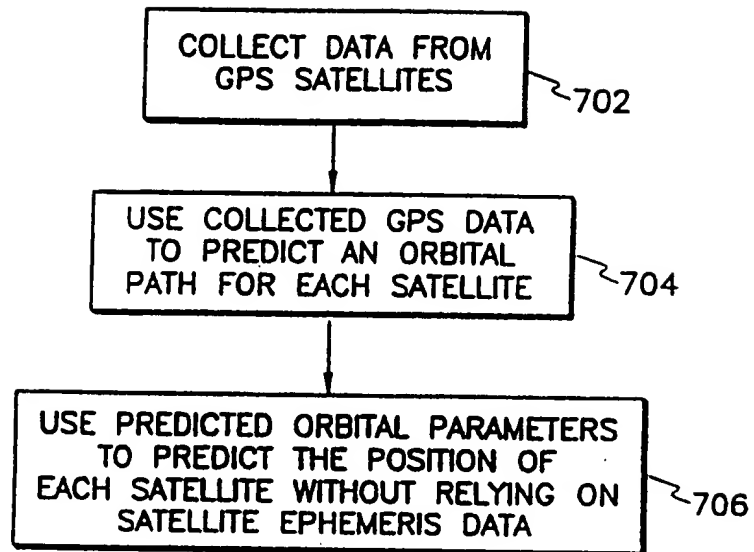 COLLECT DATA FROM
GPS SATELLITES
702
USE COLLECTED GPS DATA
TO PREDICT AN ORBITAL
PATH FOR EACH SATELLITE
704
USE PREDICTED ORBITAL PARAMETERS
TO PREDICT THE POSITION OF
EACH SATELLITE WITHOUT RELYING ON
SATELLITE EPHEMERIS DATA
706